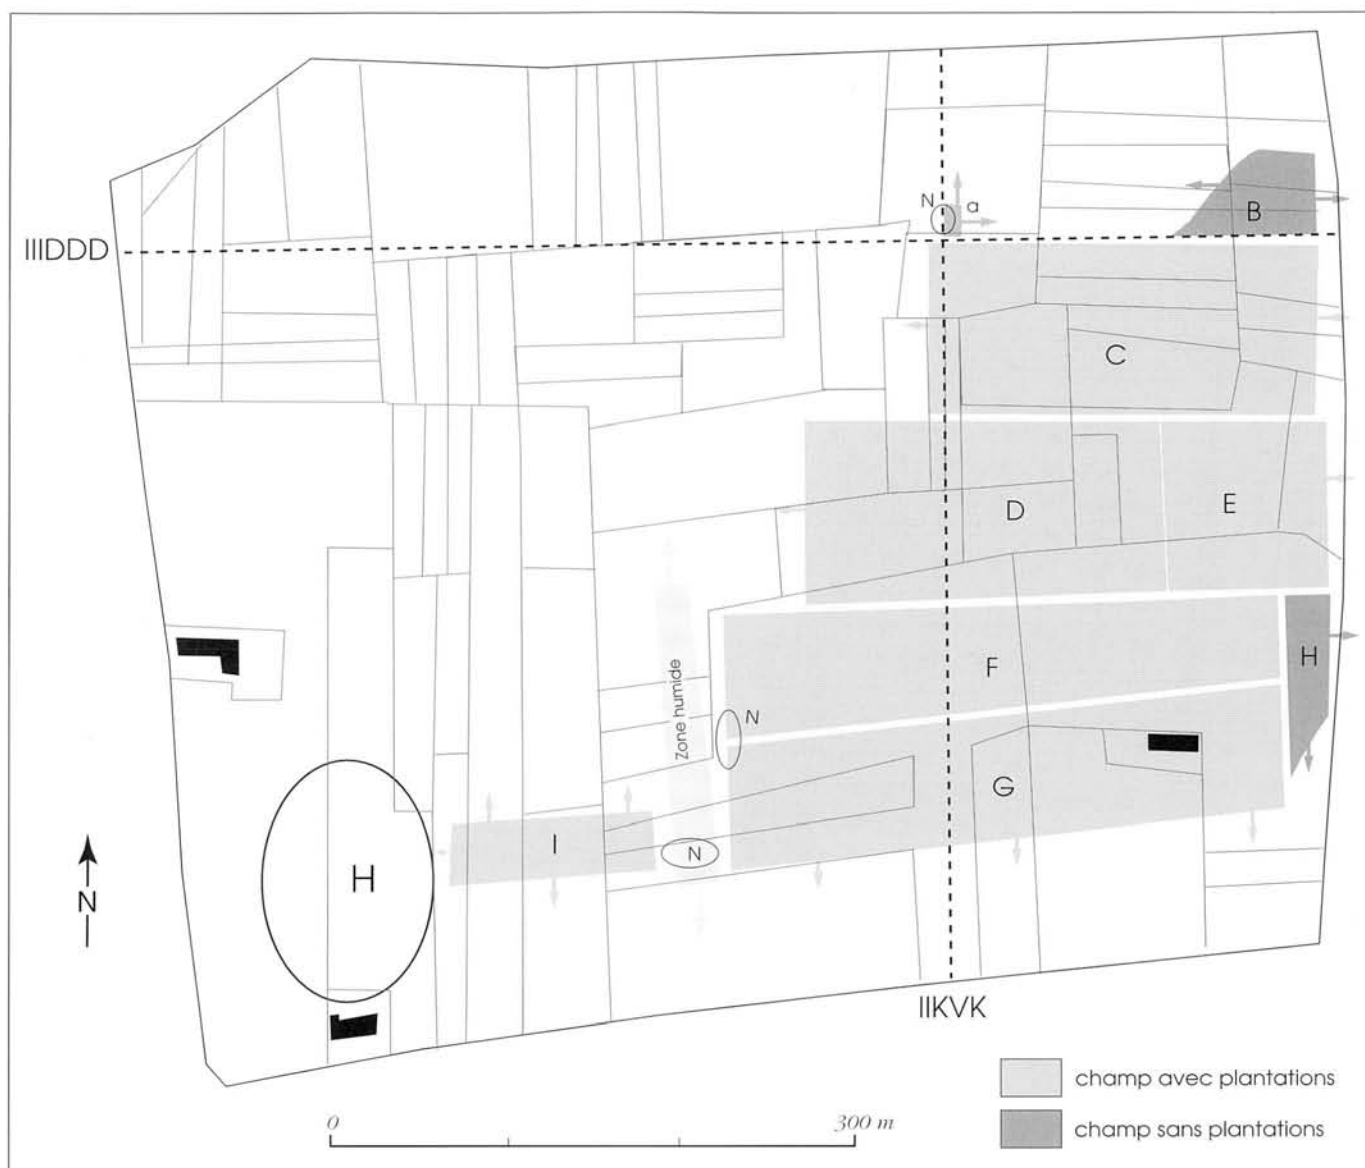 N
a
B
IIIDDD
C
D
E
F
H
Zone humide
N
G
I
N
H
N
IIKVK
champ avec plantations
champ sans plantations
0
300 m